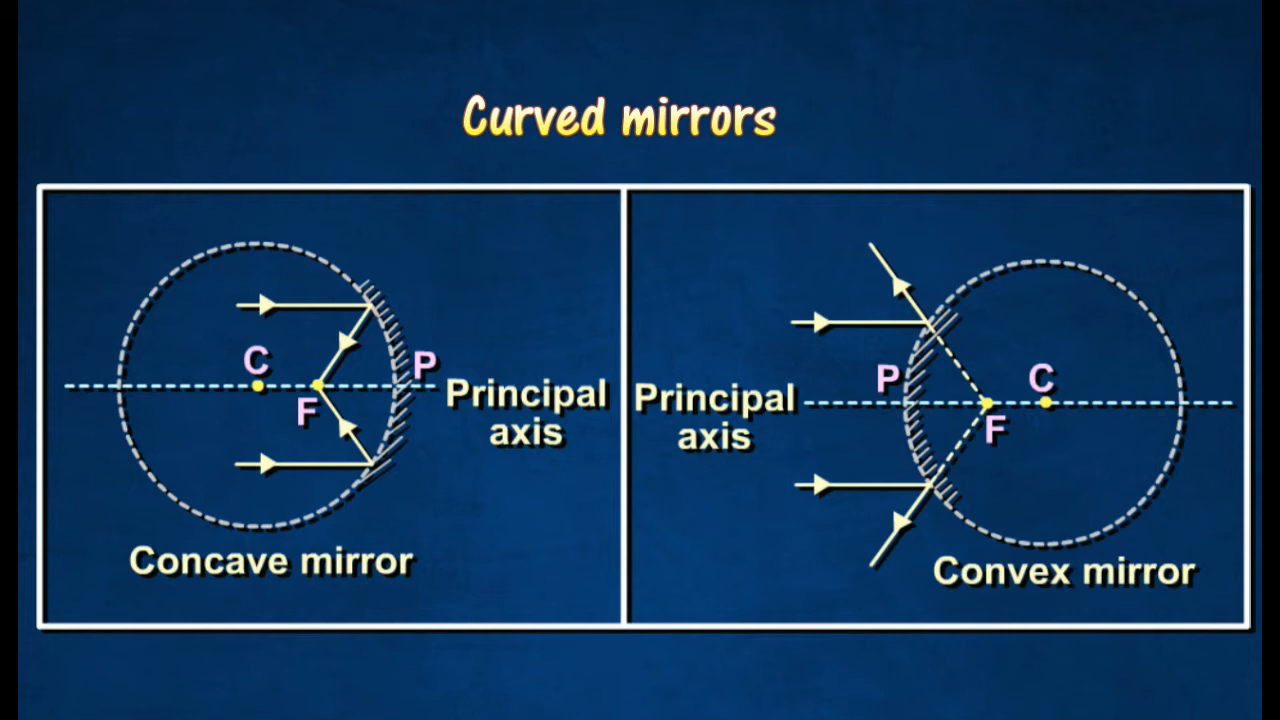 Curved mirrors
C
F
P
Principal
axis
Concave mirror
Principal
axis
P
C
F
Convex mirror